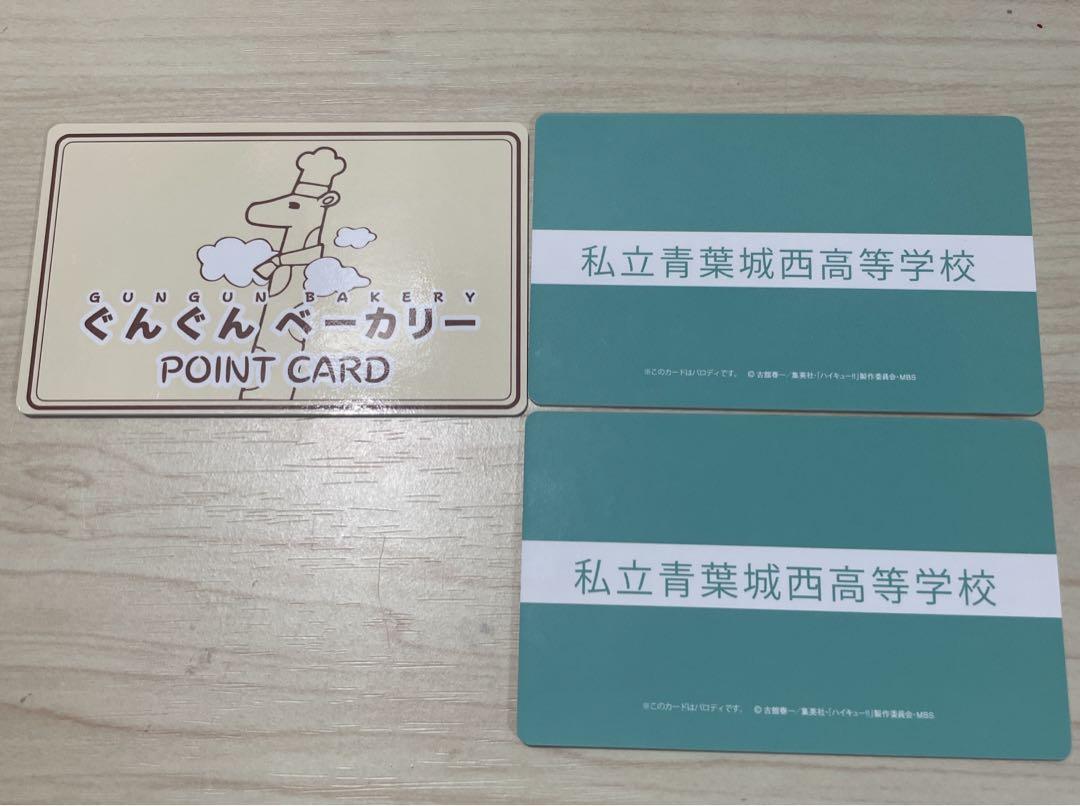 GUNGUN BAKERY
ぐんぐんベーカリー
POINT CARD
私立青葉城西高等学校
※このカードはパロディです。 ©古舘春一／集英社・「ハイキュー!!」製作委員会・MBS
私立青葉城西高等学校
※このカードはパロディです。 ©古舘春一／集英社・「ハイキュー!!」製作委員会・MBS